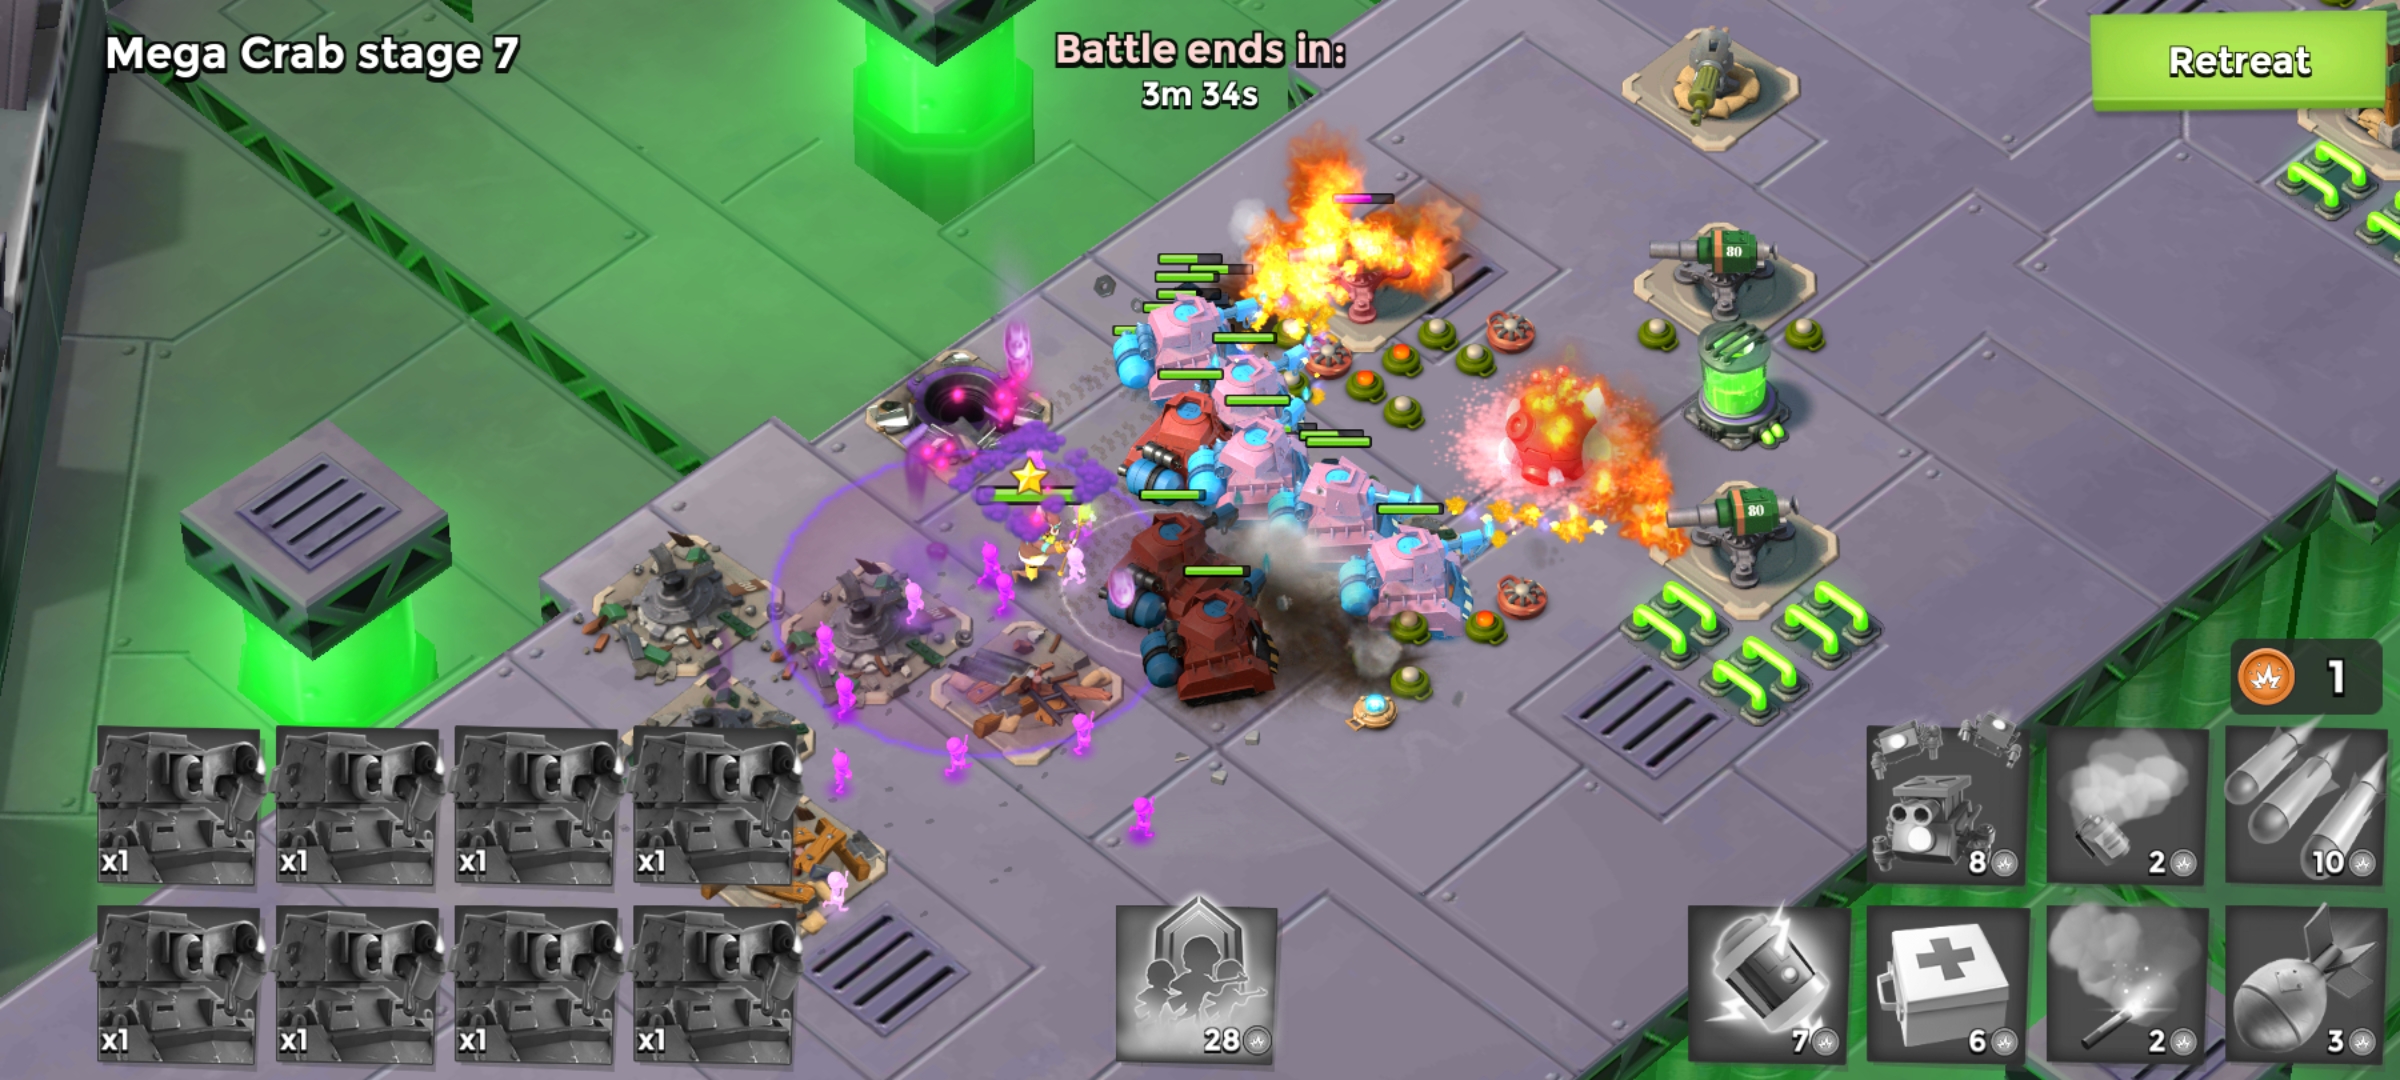 Mega Crab stage 7
Battle ends in:
3m 34s
Retreat
80
80
1
x1
x1
x1
x1
8
2
10
x1
x1
x1
x1
28
7
6
2
3